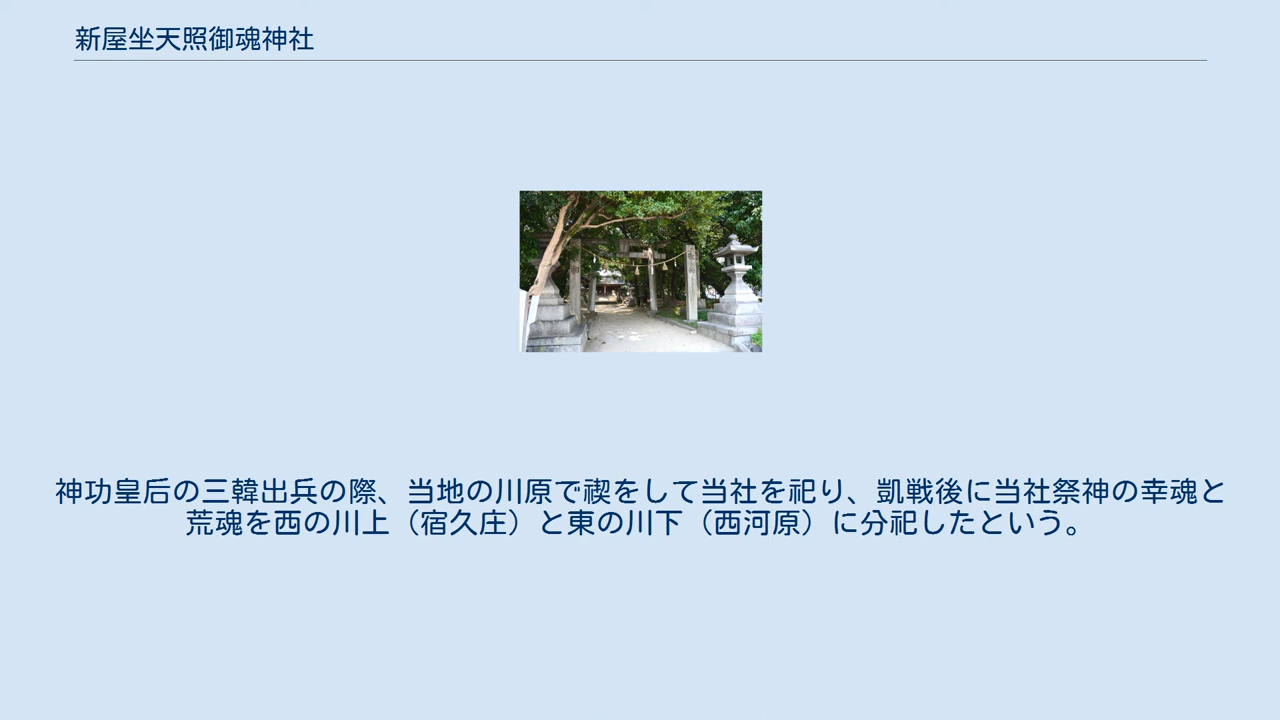 新屋坐天照御魂神社
神功皇后の三韓出兵の際、当地の川原で禊をして当社を祀り、凱戦後に当社祭神の幸魂と
荒魂を西の川上（宿久庄）と東の川下（西河原）に分祀したという。